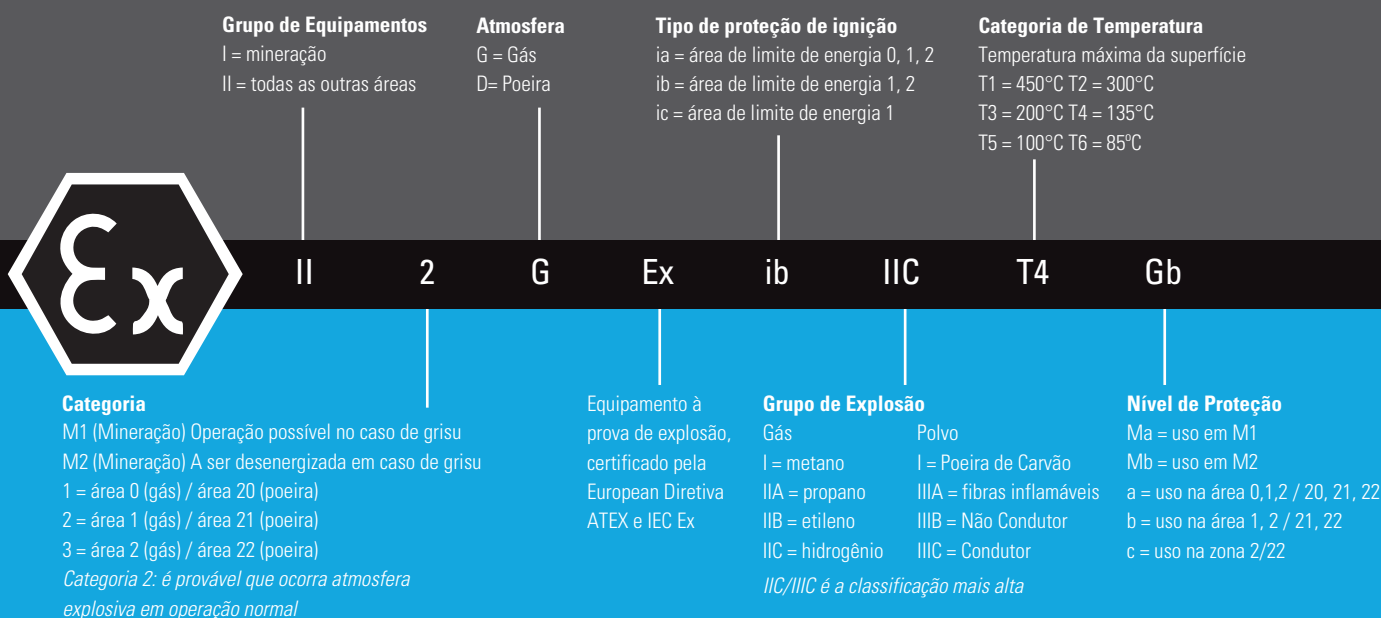 Grupo de Equipamentos
I = mineração
II = todas as outras áreas
Atmosfera
G = Gás
D= Poeira
Tipo de proteção de ignição
ia = área de limite de energia 0, 1, 2
ib = área de limite de energia 1, 2
ic = área de limite de energia 1
Categoria de Temperatura
Temperatura máxima da superfície
T1 = 450°C T2 = 300°C
T3 = 200°C T4 = 135°C
T5 = 100°C T6 = 85ºC
Ex II 2 G Ex ib IIC T4 Gb
Categoria
M1 (Mineração) Operação possível no caso de grisu
M2 (Mineração) A ser desenergizada em caso de grisu
1 = área 0 (gás) / área 20 (poeira)
2 = área 1 (gás) / área 21 (poeira)
3 = área 2 (gás) / área 22 (poeira)
Categoria 2: é provável que ocorra atmosfera
explosiva em operação normal
Equipamento à
prova de explosão,
certificado pela
European Diretiva
ATEX e IEC Ex
Grupo de Explosão
Gás
I = metano
IIA = propano
IIB = etileno
IIC = hidrogênio
Polvo
I = Poeira de Carvão
IIIA = fibras inflamáveis
IIIB = Não Condutor
IIIC = Condutor
IIC/IIIC é a classificação mais alta
Nível de Proteção
Ma = uso em M1
Mb = uso em M2
a = uso na área 0,1,2 / 20, 21, 22
b = uso na área 1, 2 / 21, 22
c = uso na zona 2/22